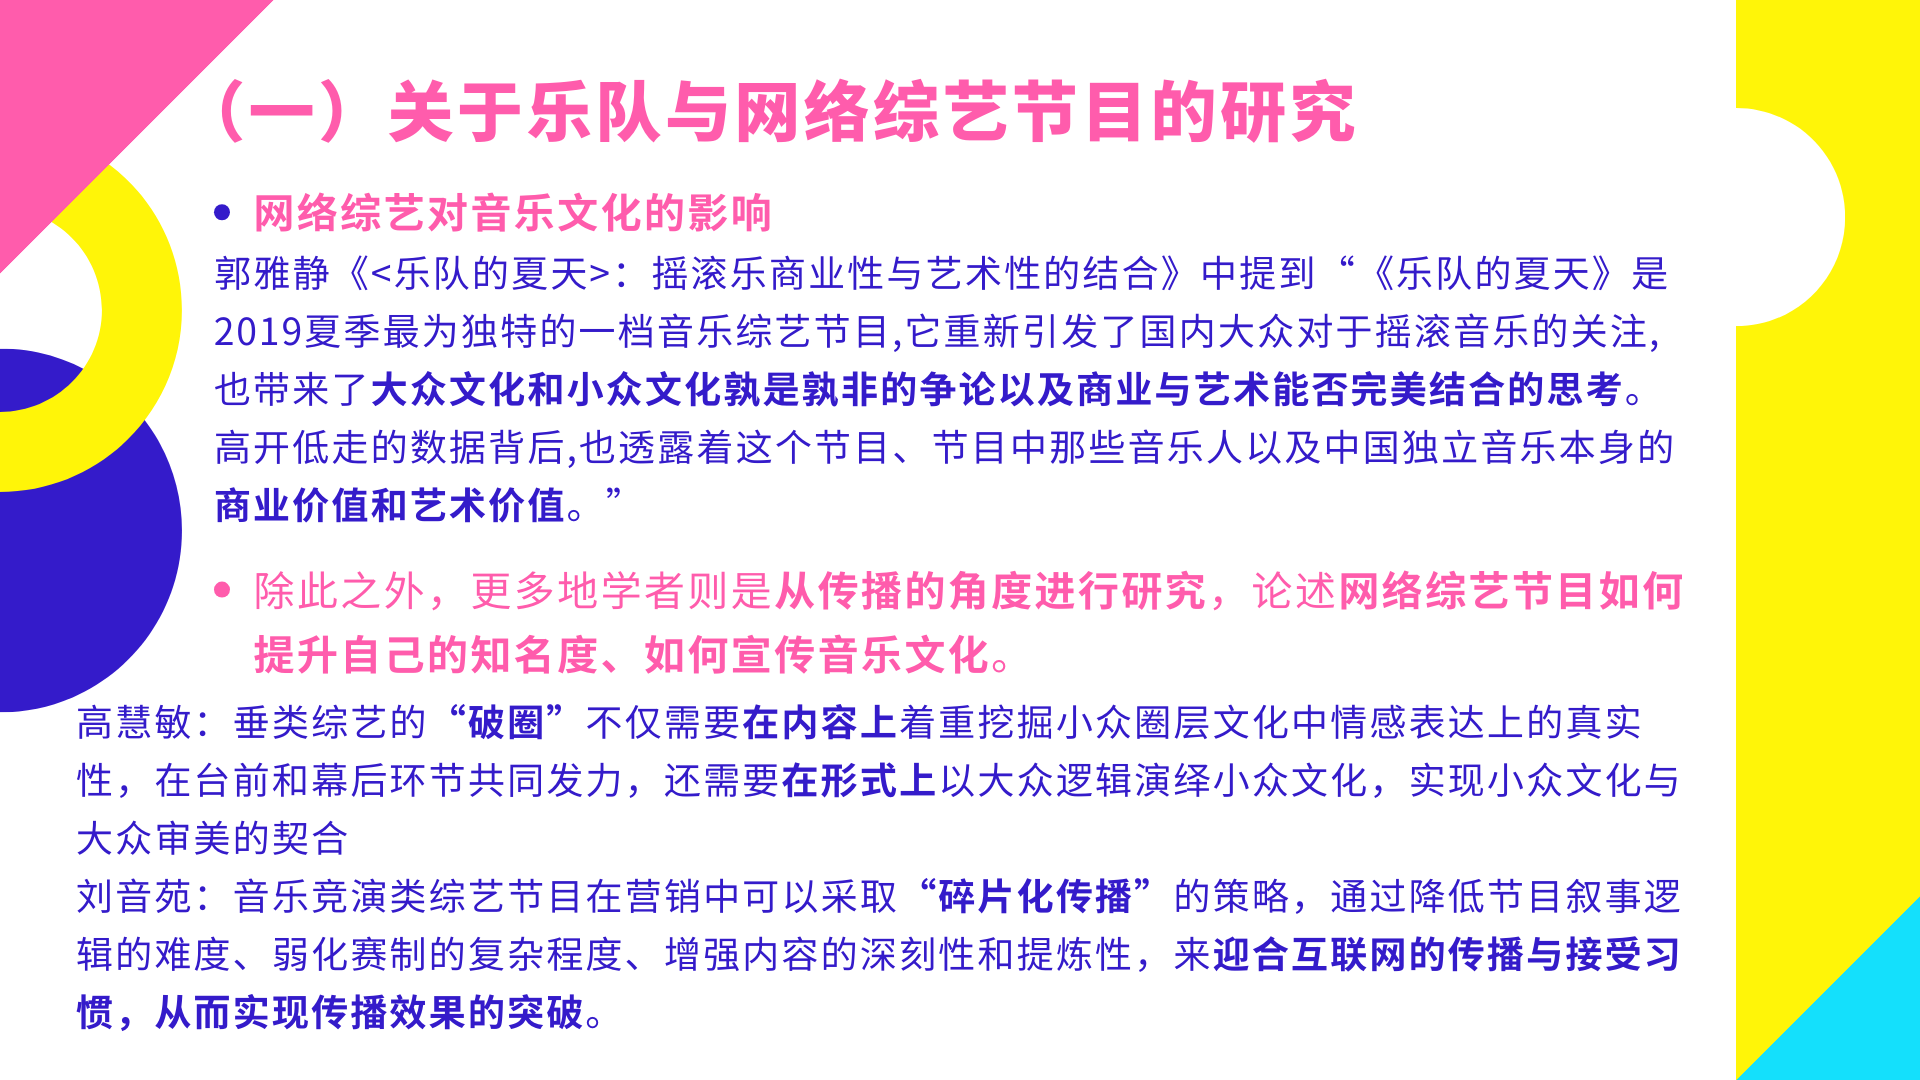 （一）关于乐队与网络综艺节目的研究
• 网络综艺对音乐文化的影响
郭雅静《<乐队的夏天>：摇滚乐商业性与艺术性的结合》中提到“《乐队的夏天》是
2019夏季最为独特的一档音乐综艺节目,它重新引发了国内大众对于摇滚音乐的关注,
也带来了大众文化和小众文化孰是孰非的争论以及商业与艺术能否完美结合的思考。
高开低走的数据背后,也透露着这个节目、节目中那些音乐人以及中国独立音乐本身的
商业价值和艺术价值。”
• 除此之外，更多地学者则是从传播的角度进行研究，论述网络综艺节目如何
提升自己的知名度、如何宣传音乐文化。
高慧敏：垂类综艺的“破圈”不仅需要在内容上着重挖掘小众圈层文化中情感表达上的真实
性，在台前和幕后环节共同发力，还需要在形式上以大众逻辑演绎小众文化，实现小众文化与
大众审美的契合
刘音苑：音乐竞演类综艺节目在营销中可以采取“碎片化传播”的策略，通过降低节目叙事逻
辑的难度、弱化赛制的复杂程度、增强内容的深刻性和提炼性，来迎合互联网的传播与接受习
惯，从而实现传播效果的突破。